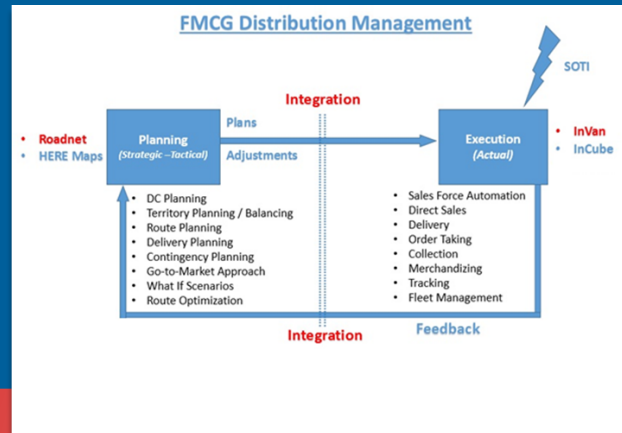 FMCG Distribution Management
SOTI
Integration
• Roadnet
• HERE Maps
Planning
(Strategic –Tactical)
Plans
Adjustments
Execution
(Actual)
• InVan
• InCube
• DC Planning
• Territory Planning / Balancing
• Route Planning
• Delivery Planning
• Contingency Planning
• Go-to-Market Approach
• What If Scenarios
• Route Optimization
• Sales Force Automation
• Direct Sales
• Delivery
• Order Taking
• Collection
• Merchandizing
• Tracking
• Fleet Management
Integration
Feedback